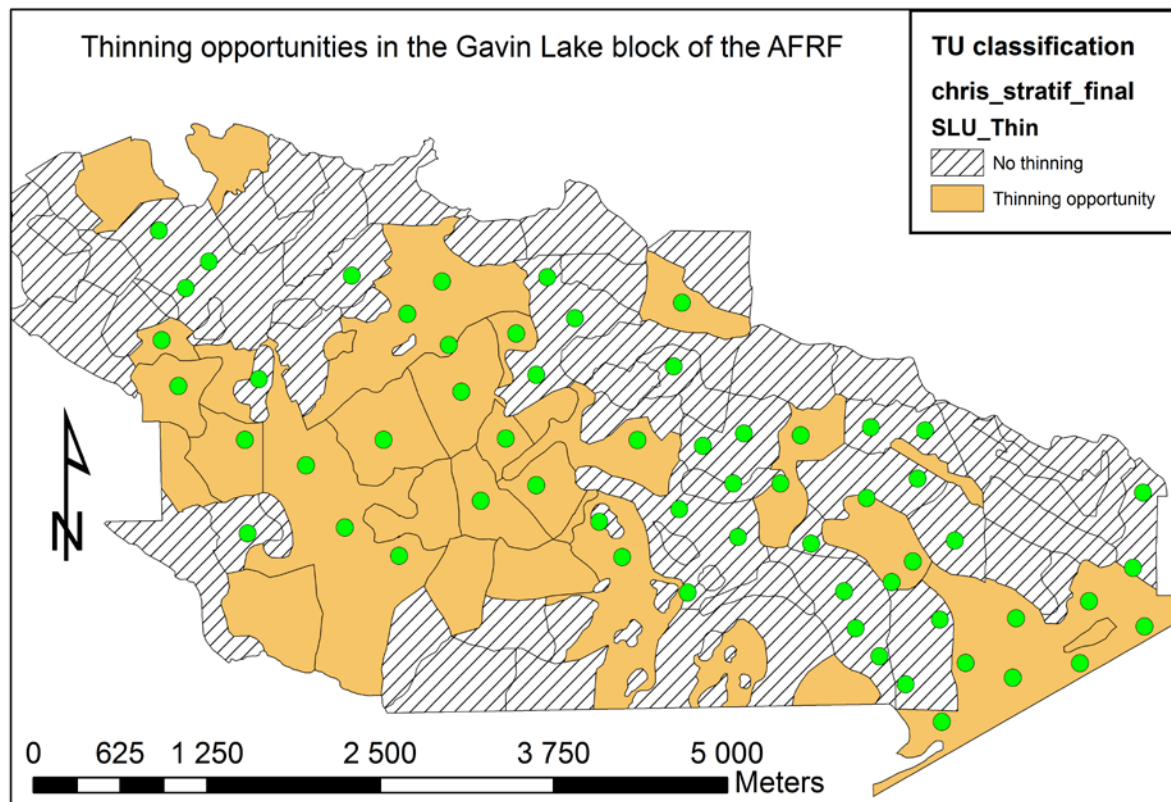 Thinning opportunities in the Gavin Lake block of the AFRF
TU classification
chris_stratif_final
SLU_Thin
No thinning
Thinning opportunity
N
0 625 1 250 2 500 3 750 5 000
Meters